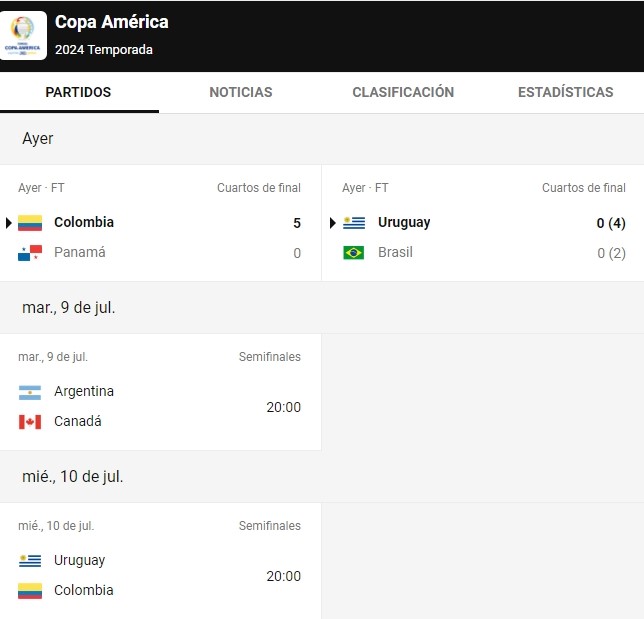 Copa América
2024 Temporada
PARTIDOS NOTICIAS CLASIFICACIÓN ESTADÍSTICAS
Ayer
Ayer · FT Cuartos de final
Colombia 5
Panamá 0
Ayer · FT Cuartos de final
Uruguay 0 (4)
Brasil 0 (2)
mar., 9 de jul.
mar., 9 de jul. Semifinales
Argentina
20:00
Canadá
mié., 10 de jul.
mié., 10 de jul. Semifinales
Uruguay
20:00
Colombia